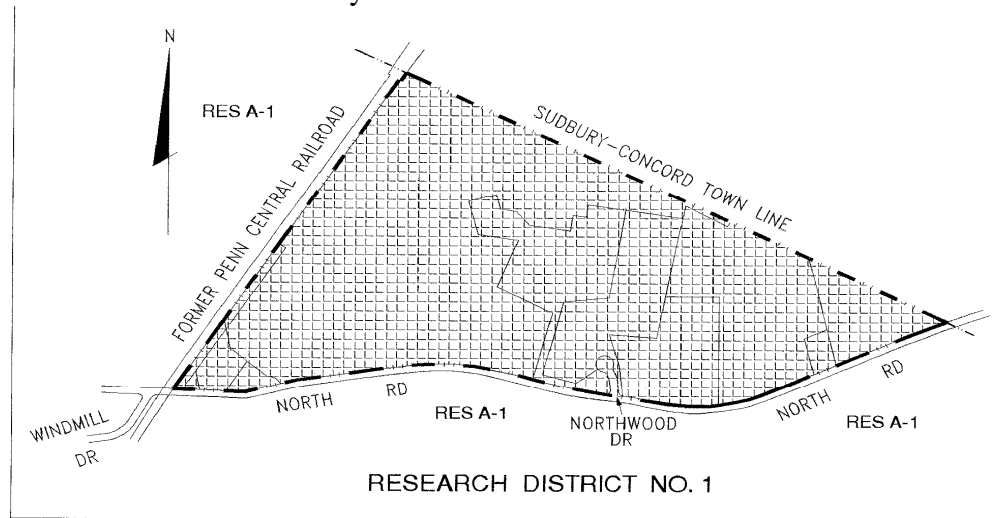 N
RES A-1
FORMER PENN CENTRAL RAILROAD
SUDBURY-CONCORD TOWN LINE
WINDMILL
DR
NORTH RD
RES A-1
NORTHWOOD
DR
NORTH RD
RES A-1
RESEARCH DISTRICT NO. 1